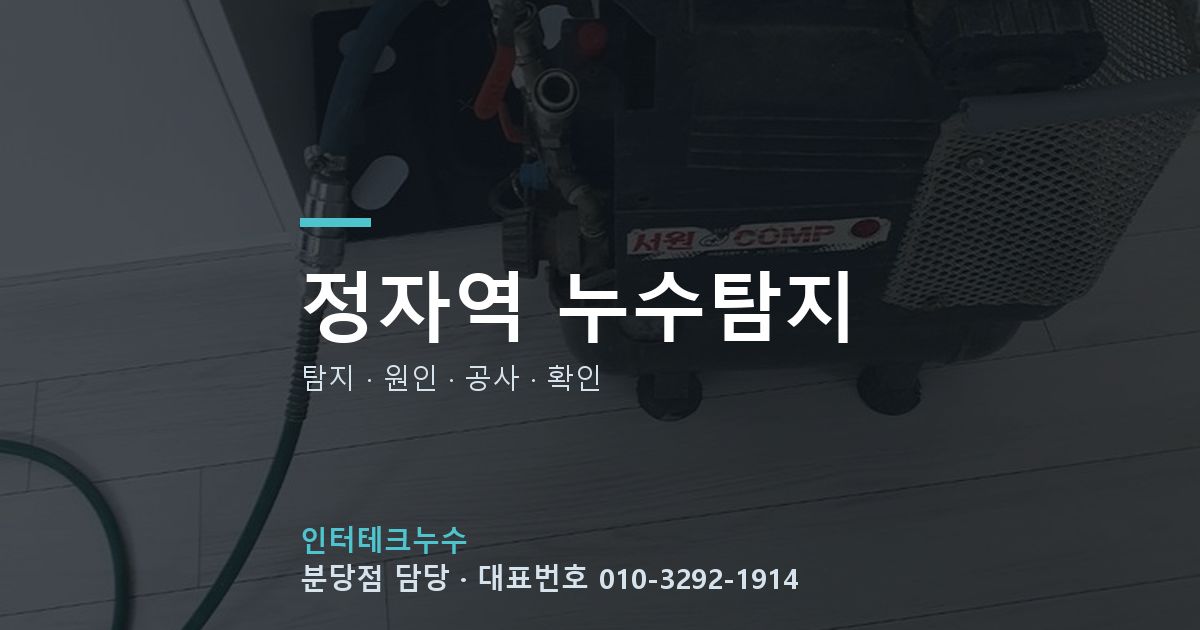 서원 COMP
정자역 누수탐지
탐지 · 원인 · 공사 · 확인
인터테크누수
분당점 담당 · 대표번호 010-3292-1914